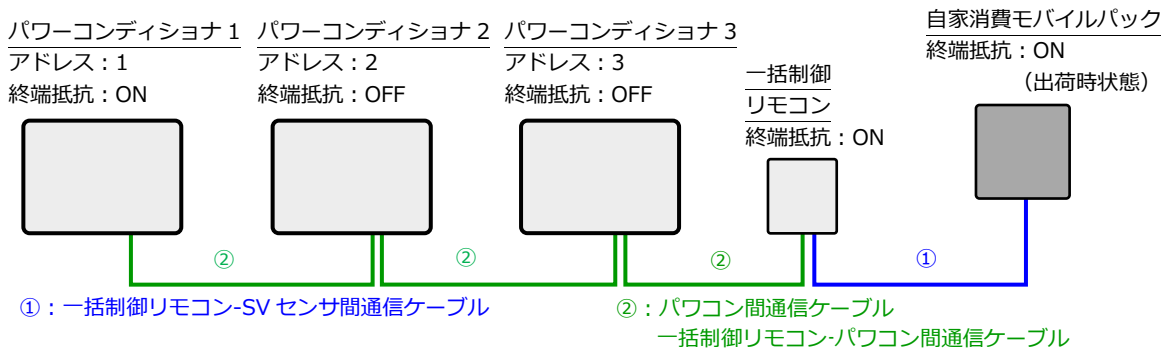 パワーコンディショナ 1
アドレス：1
終端抵抗：ON
パワーコンディショナ 2
アドレス：2
終端抵抗：OFF
パワーコンディショナ 3
アドレス：3
終端抵抗：OFF
一括制御
リモコン
終端抵抗：ON
自家消費モバイルパック
終端抵抗：ON
（出荷時状態）
②
②
②
①
①：一括制御リモコン-SV センサ間通信ケーブル
②：パワコン間通信ケーブル
一括制御リモコン-パワコン間通信ケーブル